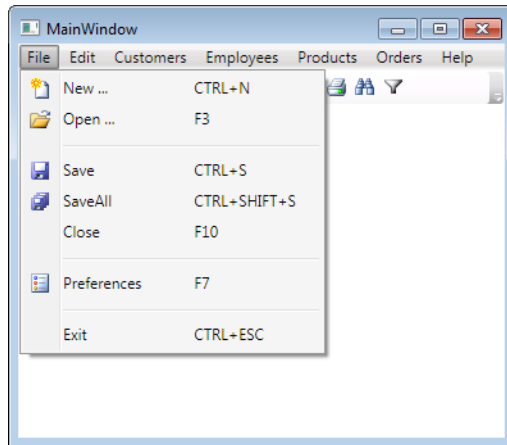 MainWindow
File Edit Customers Employees Products Orders Help
New ... CTRL+N
Open ... F3
Save CTRL+S
SaveAll CTRL+SHIFT+S
Close F10
Preferences F7
Exit CTRL+ESC